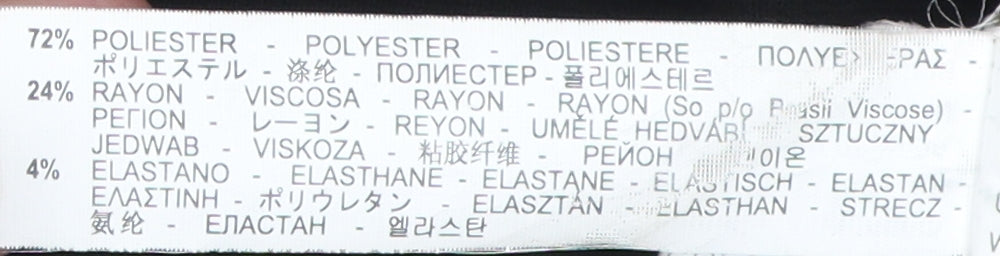 72% POLIESTER - POLYESTER - POLIESTERE -
ポリエステル - 涤纶 - ПОЛИЕСТЕР - 폴리에스테르
24% RAYON - VISCOSA - RAYON - RAYON (So p/o Viscose) -
ΡΕΓΙΟΝ - レーヨン - REYON - UMĚLÉ SZTUCZNY
JEDWAB - VISKOZA - 粘胶纤维 - РЕЙОН
4% ELASTANO - ELASTHANE - ELASTANE - ELASTISCH - ELASTAN -
ΕΛΑΣΤΙΝΗ - ポリウレタン - ELASZTÁN - ELASTHAN - STRECZ -
氨纶 - ЕЛАСТАН - 엘라스탄